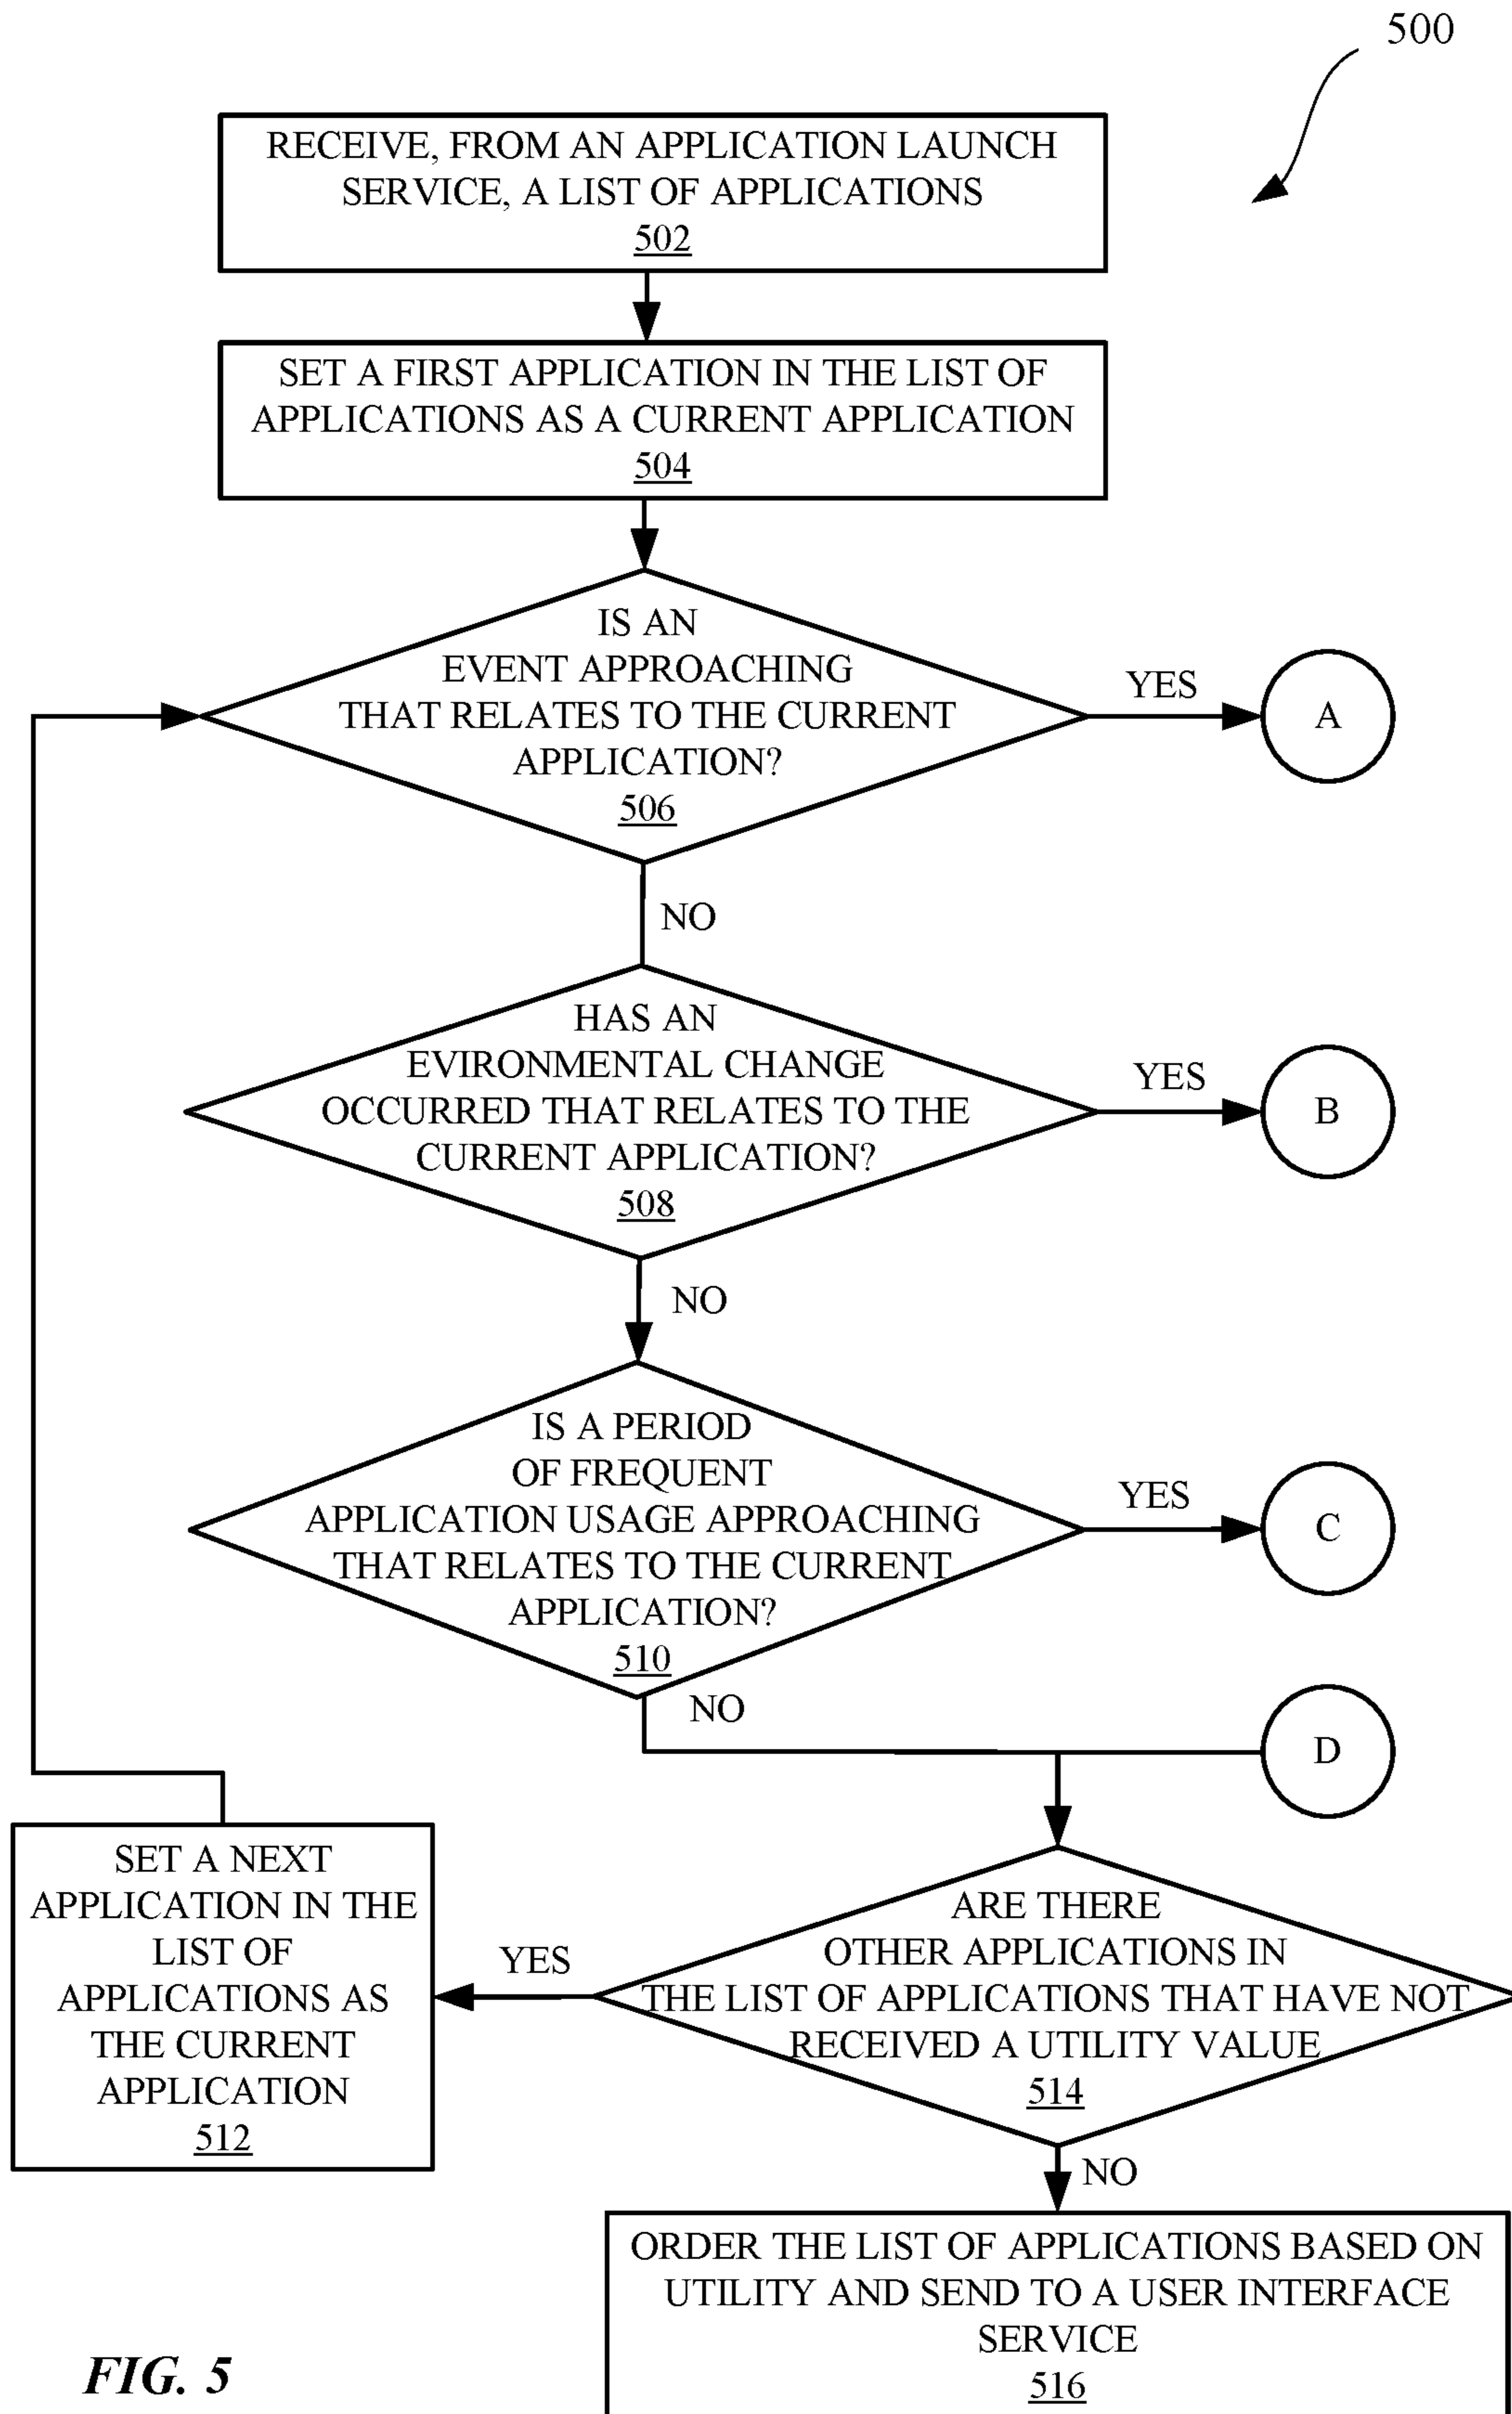 500
RECEIVE, FROM AN APPLICATION LAUNCH
SERVICE, A LIST OF APPLICATIONS
502
SET A FIRST APPLICATION IN THE LIST OF
APPLICATIONS AS A CURRENT APPLICATION
504
IS AN
EVENT APPROACHING
THAT RELATES TO THE CURRENT
APPLICATION?
506
YES
A
NO
HAS AN
EVIRONMENTAL CHANGE
OCCURRED THAT RELATES TO THE
CURRENT APPLICATION?
508
YES
B
NO
IS A PERIOD
OF FREQUENT
APPLICATION USAGE APPROACHING
THAT RELATES TO THE CURRENT
APPLICATION?
510
YES
C
NO
D
SET A NEXT
APPLICATION IN THE
LIST OF
APPLICATIONS AS
THE CURRENT
APPLICATION
512
YES
ARE THERE
OTHER APPLICATIONS IN
THE LIST OF APPLICATIONS THAT HAVE NOT
RECEIVED A UTILITY VALUE
514
NO
ORDER THE LIST OF APPLICATIONS BASED ON
UTILITY AND SEND TO A USER INTERFACE
SERVICE
516
FIG. 5